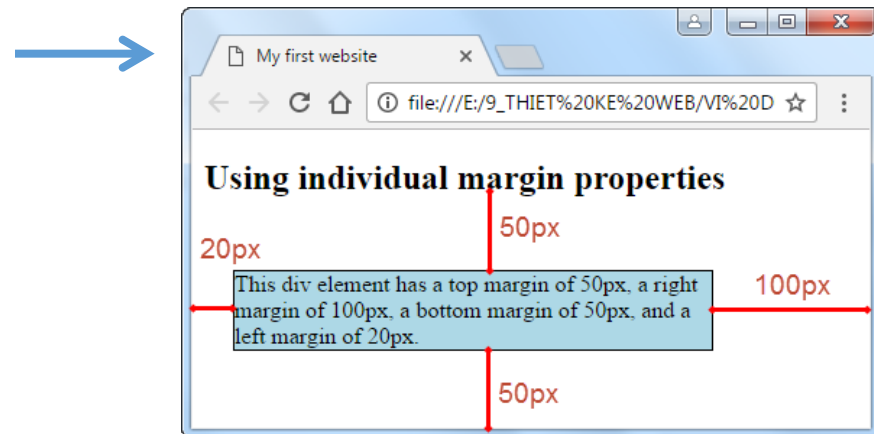 My first website
file:///E:/9_THIET%20KE%20WEB/VI%20D
Using individual margin properties
50px
20px
This div element has a top margin of 50px, a right
margin of 100px, a bottom margin of 50px, and a
left margin of 20px.
100px
50px